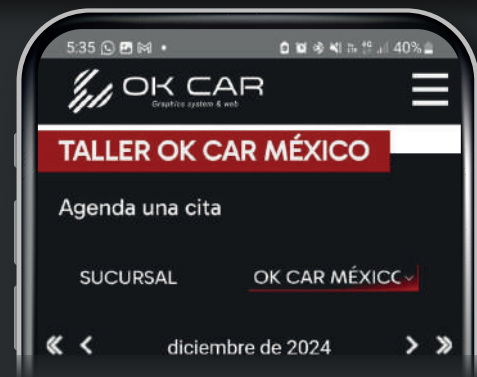 5:35 40%
OK CAR
Graphics system & web
TALLER OK CAR MÉXICO
Agenda una cita
SUCURSAL OK CAR MÉXICC
« < diciembre de 2024 > »